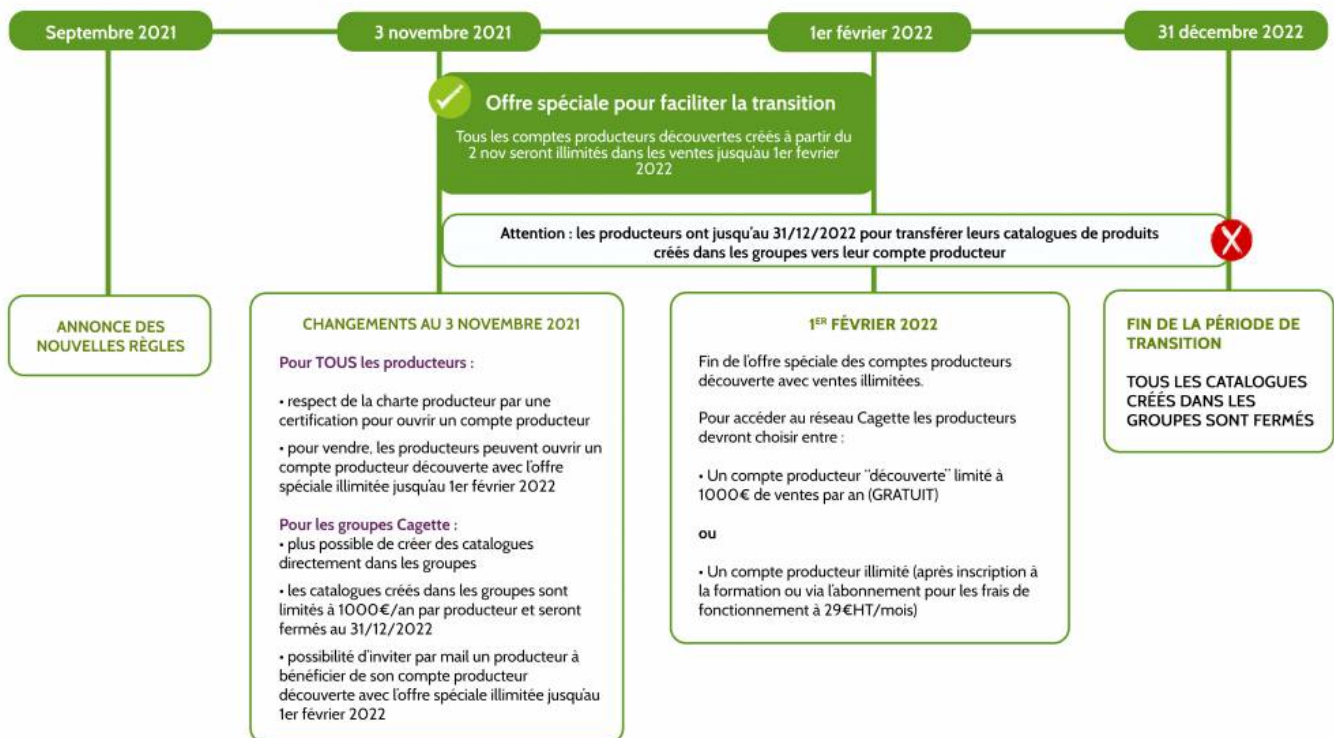 Septembre 2021
3 novembre 2021
1er février 2022
31 décembre 2022
Offre spéciale pour faciliter la transition
Tous les comptes producteurs découvertes créés à partir du
2 nov seront illimités dans les ventes jusqu'au 1er fevrier
2022
Attention : les producteurs ont jusqu'au 31/12/2022 pour transférer leurs catalogues de produits
créés dans les groupes vers leur compte producteur
ANNONCE DES
NOUVELLES RÈGLES
CHANGEMENTS AU 3 NOVEMBRE 2021
Pour TOUS les producteurs :
• respect de la charte producteur par une
certification pour ouvrir un compte producteur
• pour vendre, les producteurs peuvent ouvrir un
compte producteur découverte avec l'offre
spéciale illimitée jusqu'au 1er février 2022
Pour les groupes Cagette :
• plus possible de créer des catalogues
directement dans les groupes
• les catalogues créés dans les groupes sont
limités à 1000€/an par producteur et seront
fermés au 31/12/2022
• possibilité d'inviter par mail un producteur à
bénéficier de son compte producteur
découverte avec l'offre spéciale illimitée jusqu'au
1er février 2022
1ER FÉVRIER 2022
Fin de l'offre spéciale des comptes producteurs
découverte avec ventes illimitées.
Pour accéder au réseau Cagette les producteurs
devront choisir entre :
• Un compte producteur "découverte" limité à
1000€ de ventes par an (GRATUIT)
ou
• Un compte producteur illimité (après inscription à
la formation ou via l'abonnement pour les frais de
fonctionnement à 29€HT/mois)
FIN DE LA PÉRIODE DE
TRANSITION
TOUS LES CATALOGUES
CRÉÉS DANS LES
GROUPES SONT FERMÉS